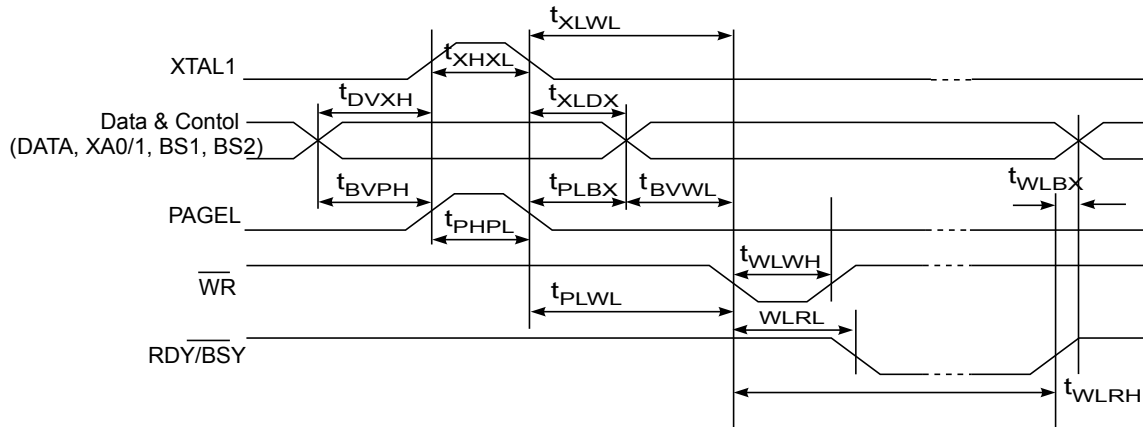 tXLWL
XTAL1
tXHXL
tDVXH
tXLDX
Data & Contol
(DATA, XA0/1, BS1, BS2)
tBVPH
tPLBX
tBVWL
tWLBX
PAGEL
tPHPL
tWLWH
WR
tPLWL
WLRL
RDY/BSY
tWLRH